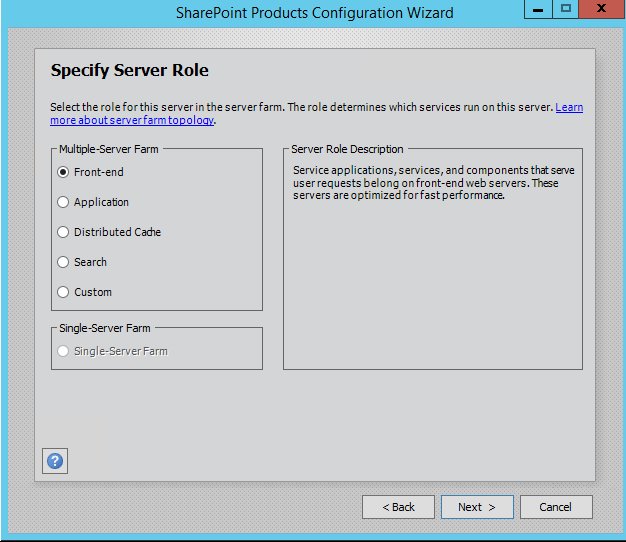 SharePoint Products Configuration Wizard
Specify Server Role
Select the role for this server in the server farm. The role determines which services run on this server. Learn
more about server farm topology.
Multiple-Server Farm
Front-end
Application
Distributed Cache
Search
Custom
Single-Server Farm
Single-Server Farm
Server Role Description
Service applications, services, and components that serve
user requests belong on front-end web servers. These
servers are optimized for fast performance.
?
< Back
Next >
Cancel